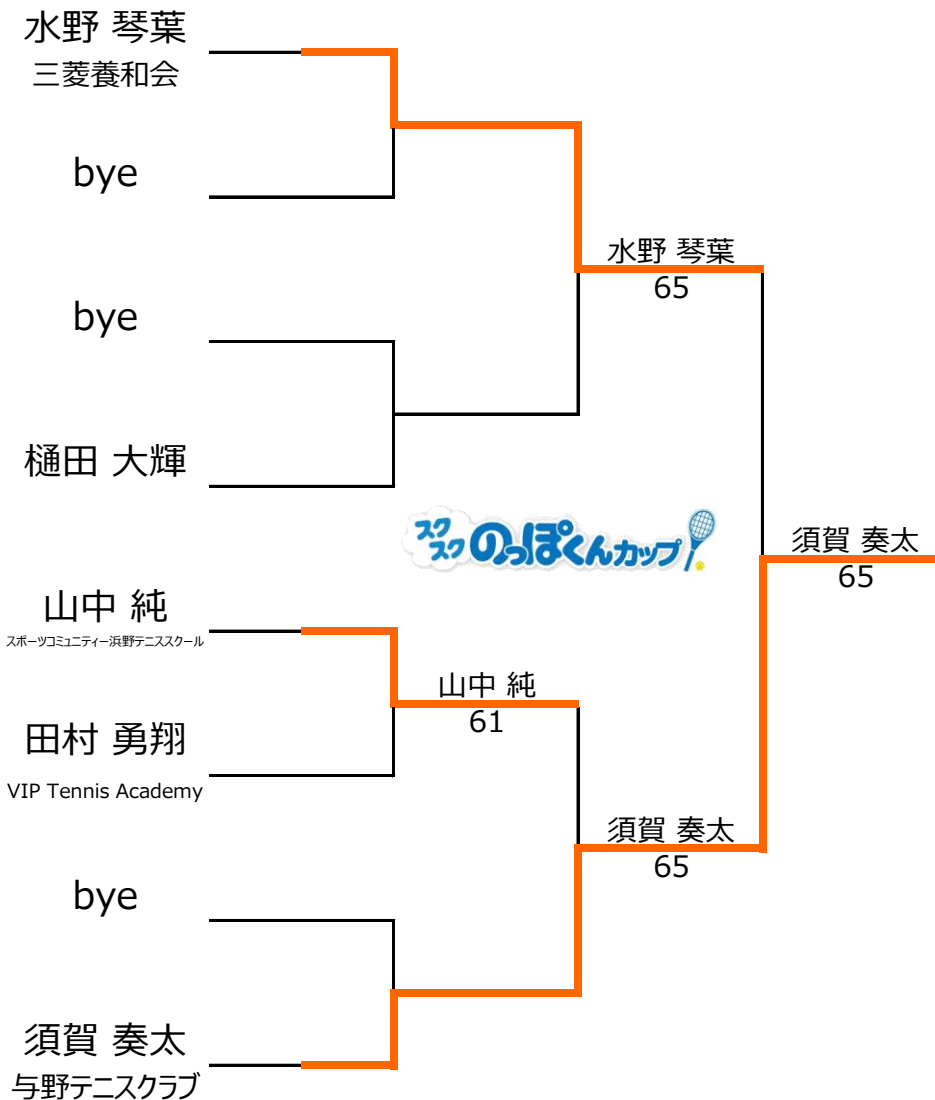 水野 琴葉
三菱養和会
bye
bye
樋田 大輝
山中 純
スポーツコミュニティー浜野テニススクール
田村 勇翔
VIP Tennis Academy
bye
須賀 奏太
与野テニスクラブ
山中 純
61
水野 琴葉
65
須賀 奏太
65
スクスクのっぽくんカップ!
須賀 奏太
65